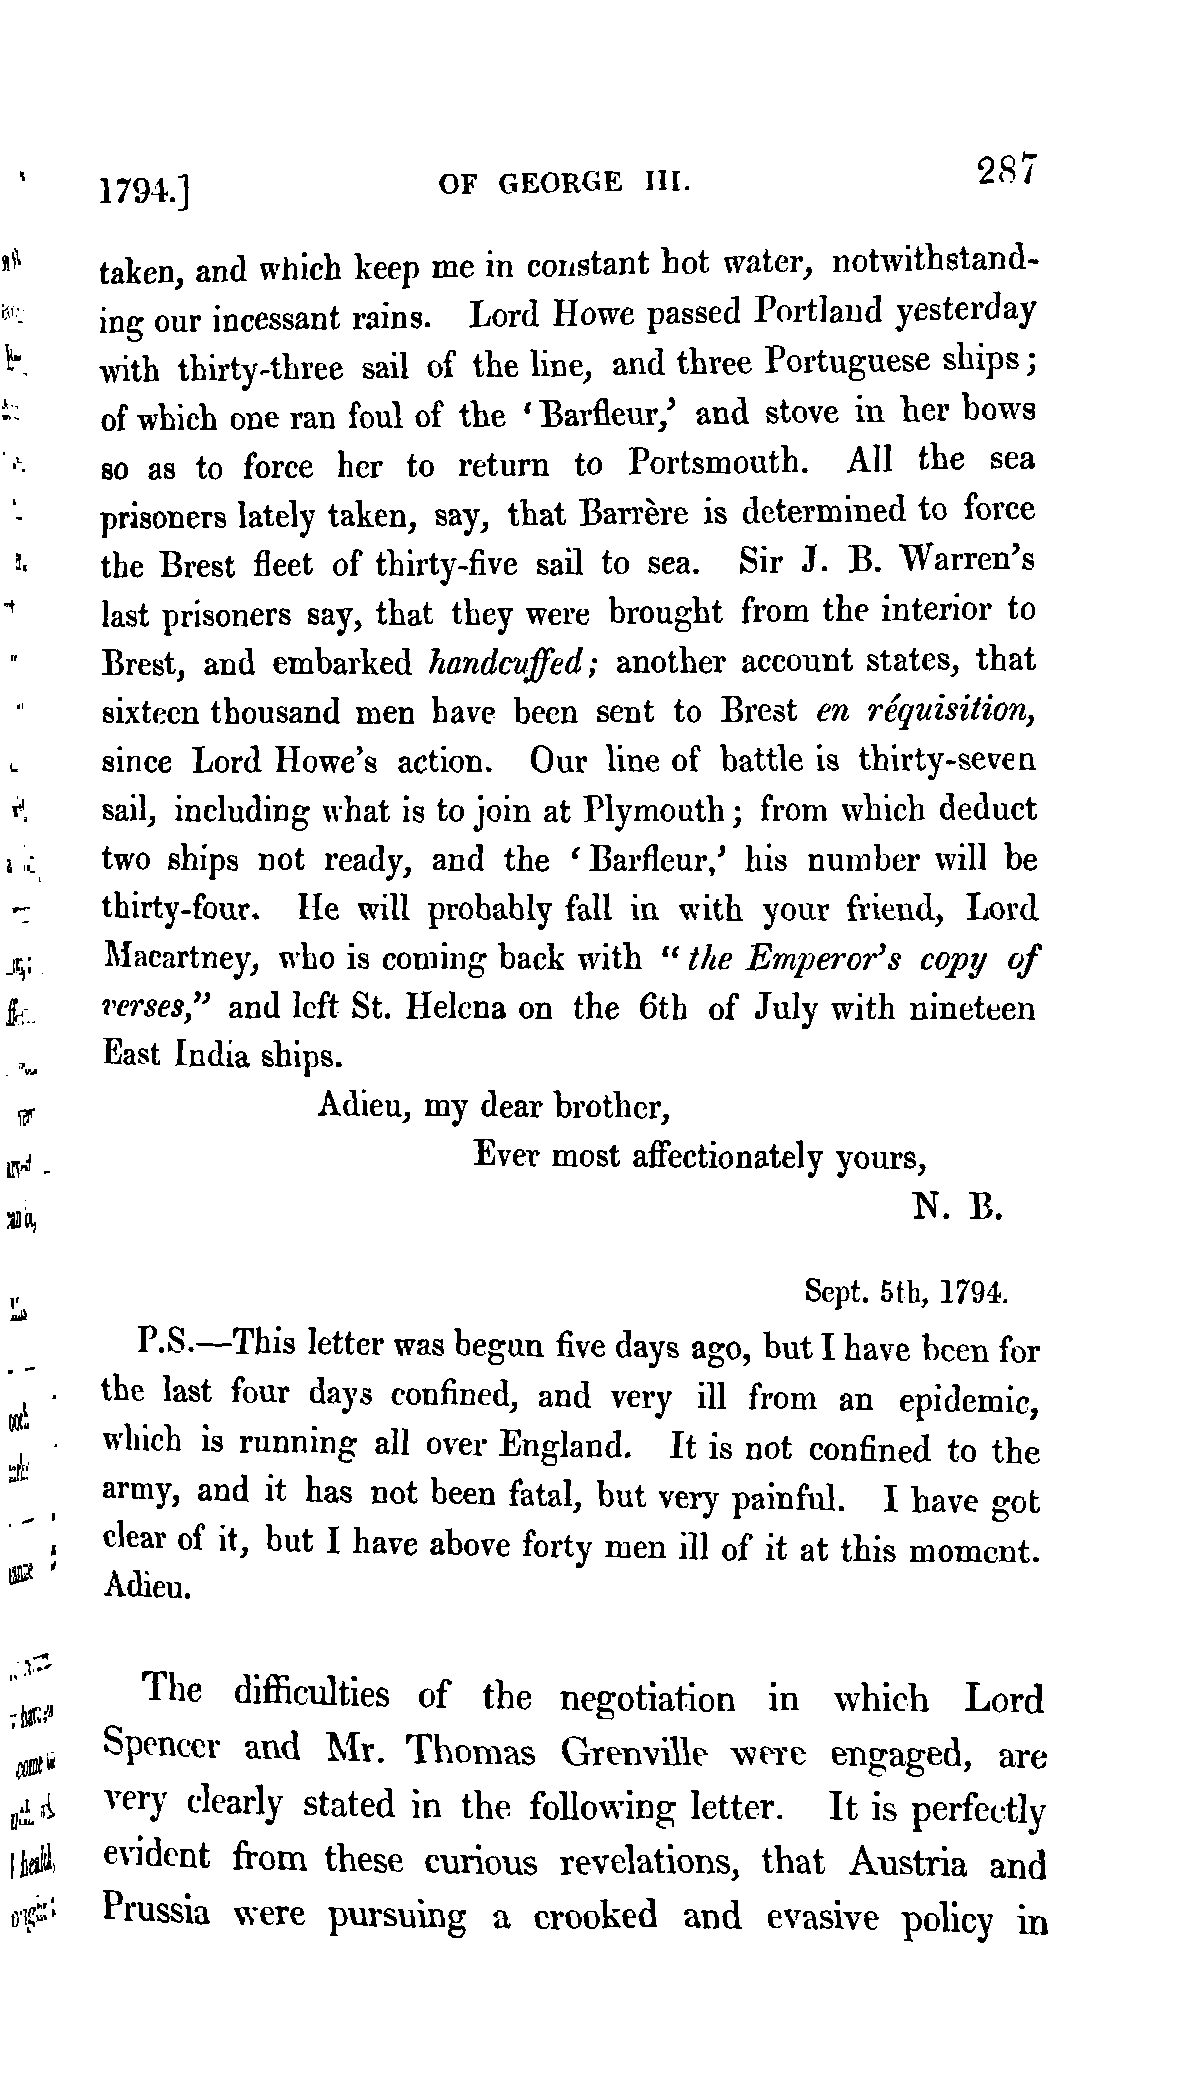 1794.] OF GEORGE III. 287
taken, and which keep me in constant hot water, notwithstand-
ing our incessant rains. Lord Howe passed Portland yesterday
with thirty-three sail of the line, and three Portuguese ships;
of which one ran foul of the ‘Barfleur,’ and stove in her bows
so as to force her to return to Portsmouth. All the sea
prisoners lately taken, say, that Barrère is determined to force
the Brest fleet of thirty-five sail to sea. Sir J. B. Warren’s
last prisoners say, that they were brought from the interior to
Brest, and embarked handcuffed; another account states, that
sixteen thousand men have been sent to Brest en réquisition,
since Lord Howe’s action. Our line of battle is thirty-seven
sail, including what is to join at Plymouth; from which deduct
two ships not ready, and the ‘Barfleur,’ his number will be
thirty-four. He will probably fall in with your friend, Lord
Macartney, who is coming back with “the Emperor’s copy of
verses,” and left St. Helena on the 6th of July with nineteen
East India ships.
Adieu, my dear brother,
Ever most affectionately yours,
N. B.
Sept. 5th, 1794.
P.S.—This letter was begun five days ago, but I have been for
the last four days confined, and very ill from an epidemic,
which is running all over England. It is not confined to the
army, and it has not been fatal, but very painful. I have got
clear of it, but I have above forty men ill of it at this moment.
Adieu.
The difficulties of the negotiation in which Lord
Spencer and Mr. Thomas Grenville were engaged, are
very clearly stated in the following letter. It is perfectly
evident from these curious revelations, that Austria and
Prussia were pursuing a crooked and evasive policy in